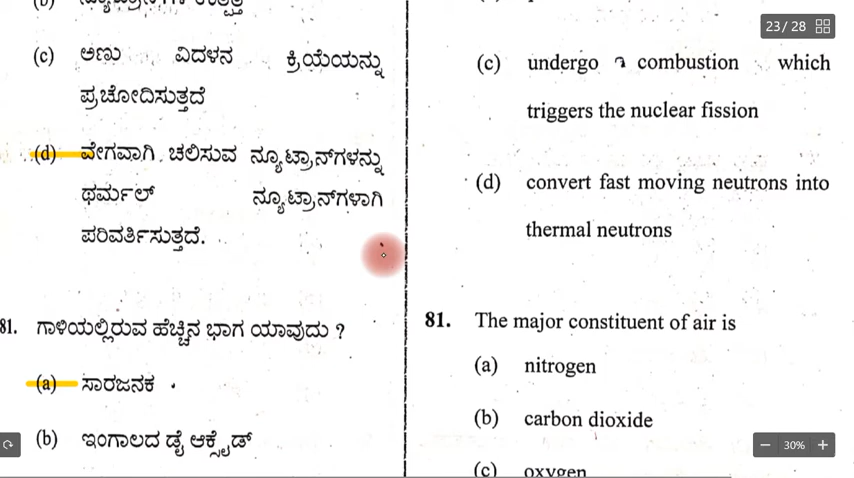 (c) ಅಣು ವಿದಳನ ಕ್ರಿಯೆಯನ್ನು
ಪ್ರಚೋದಿಸುತ್ತದೆ
(d) ವೇಗವಾಗಿ ಚಲಿಸುವ ನ್ಯೂಟ್ರಾನ್‌ಗಳನ್ನು
ಥರ್ಮಲ್ ನ್ಯೂಟ್ರಾನ್‌ಗಳಾಗಿ
ಪರಿವರ್ತಿಸುತ್ತದೆ.
81. ಗಾಳಿಯಲ್ಲಿರುವ ಹೆಚ್ಚಿನ ಭಾಗ ಯಾವುದು ?
(a) ಸಾರಜನಕ
(b) ಇಂಗಾಲದ ಡೈ ಆಕ್ಸೈಡ್
23 / 28
(c) undergo combustion which
triggers the nuclear fission
(d) convert fast moving neutrons into
thermal neutrons
81. The major constituent of air is
(a) nitrogen
(b) carbon dioxide
(c) oxygen
30%